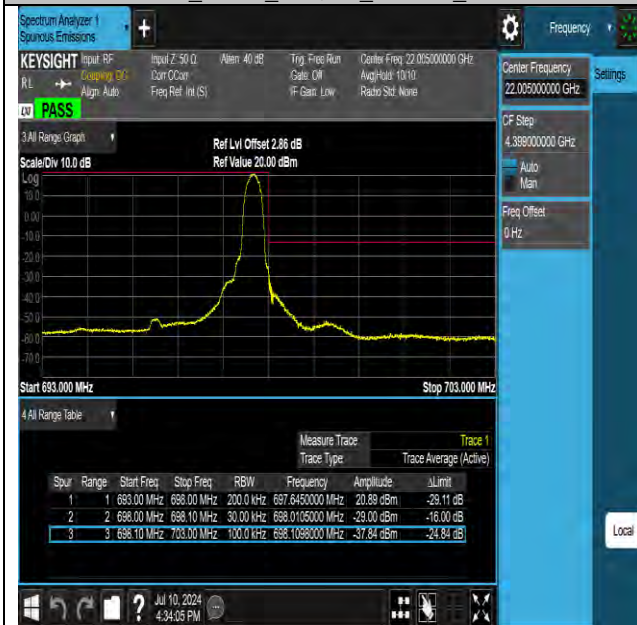 Spectrum Analyzer 1
Spurious Emissions
+
Frequency
KEYSIGHT Input: RF Input Z: 50 Ω Atten: 40 dB Trig: Free Run Center Freq: 22.005000000 GHz
RL Coupling: DC Corr CCorr Gate: Off Avg|Hold: 10/10
Align: Auto Freq Ref: Int (S) IF Gain: Low Radio Std: None
LXI PASS
Center Frequency
22.005000000 GHz
Settings
CF Step
4.399000000 GHz
Auto
Man
Freq Offset
0 Hz
3 All Range Graph
Ref Lvl Offset 2.86 dB
Scale/Div 10.0 dB Ref Value 20.00 dBm
Log
10.0
0.00
-10.0
-20.0
-30.0
-40.0
-50.0
-60.0
-70.0
Start 693.000 MHz Stop 703.000 MHz
4 All Range Table
Measure Trace Trace 1
Trace Type Trace Average (Active)
Spur Range Start Freq Stop Freq RBW Frequency Amplitude ΔLimit
1 1 693.00 MHz 698.00 MHz 200.0 kHz 697.6450000 MHz 20.89 dBm -29.11 dB
2 2 698.00 MHz 698.10 MHz 30.00 kHz 698.0105000 MHz -29.00 dBm -16.00 dB
3 3 698.10 MHz 703.00 MHz 100.0 kHz 698.1098000 MHz -37.84 dBm -24.84 dB
Local
? Jul 10, 2024
4:34:05 PM